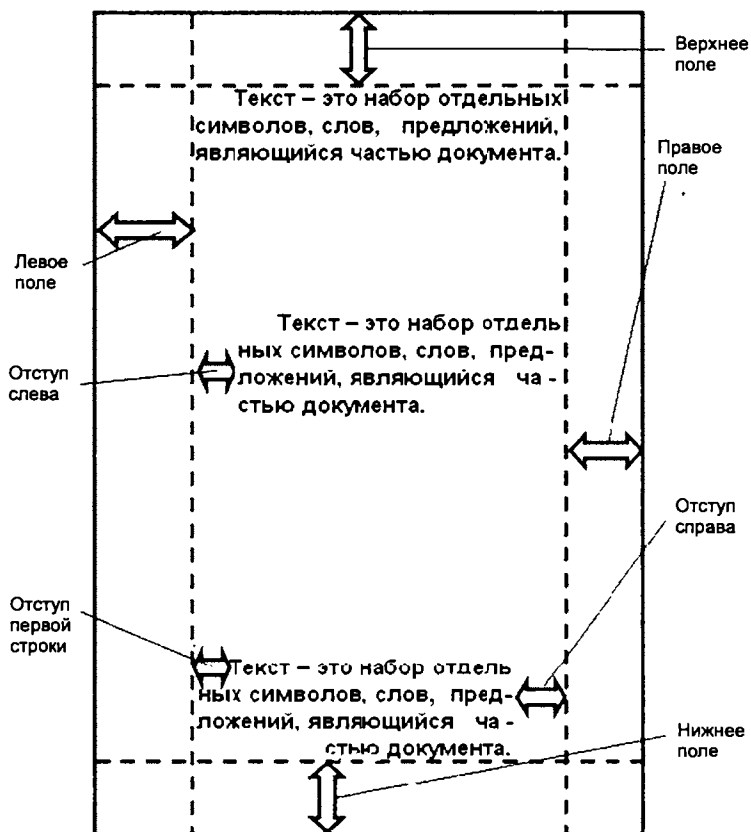 Верхнее
поле
Текст – это набор отдельных
символов, слов, предложений,
являющийся частью документа.
Правое
поле
Левое
поле
Текст – это набор отдель
ных символов, слов, пред-
ложений, являющийся ча -
стью документа.
Отступ
слева
Отступ
справа
Отступ
первой
строки
Текст – это набор отдель
ных символов, слов, пред-
ложений, являющийся ча -
стью документа.
Нижнее
поле